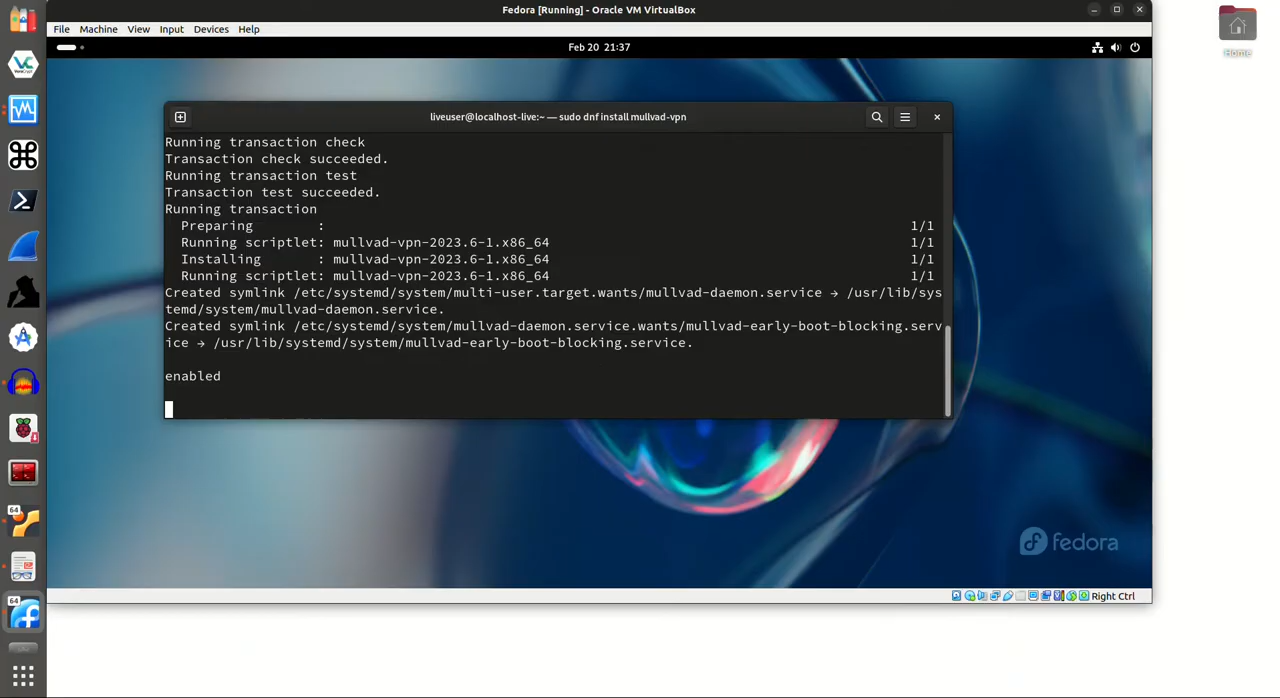 Fedora [Running] - Oracle VM VirtualBox
File Machine View Input Devices Help
Home
Feb 20 21:37
liveuser@localhost-live:~ — sudo dnf install mullvad-vpn
Running transaction check
Transaction check succeeded.
Running transaction test
Transaction test succeeded.
Running transaction
Preparing : 1/1
Running scriptlet: mullvad-vpn-2023.6-1.x86_64 1/1
Installing : mullvad-vpn-2023.6-1.x86_64 1/1
Running scriptlet: mullvad-vpn-2023.6-1.x86_64 1/1
Created symlink /etc/systemd/system/multi-user.target.wants/mullvad-daemon.service → /usr/lib/sys
temd/system/mullvad-daemon.service.
Created symlink /etc/systemd/system/mullvad-daemon.service.wants/mullvad-early-boot-blocking.serv
ice → /usr/lib/systemd/system/mullvad-early-boot-blocking.service.
enabled
fedora
64
64
Right Ctrl